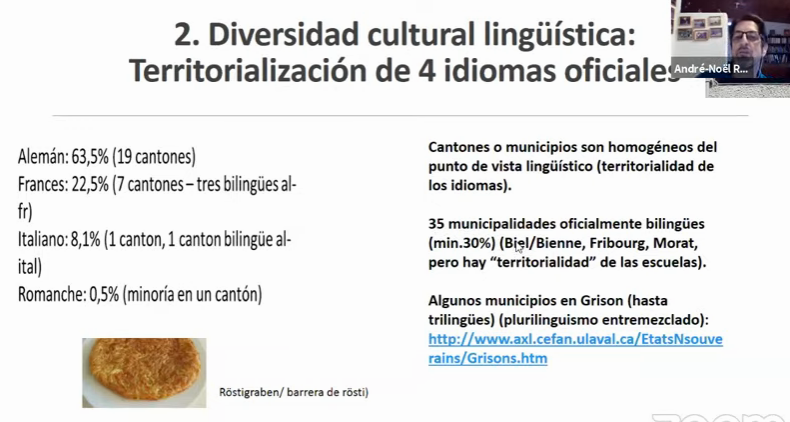 2. Diversidad cultural lingüística:
Territorialización de 4 idiomas oficiales
André-Noël R...
Alemán: 63,5% (19 cantones)
Frances: 22,5% (7 cantones – tres bilingües al-
fr)
Italiano: 8,1% (1 canton, 1 canton bilingüe al-
ital)
Romanche: 0,5% (minoría en un cantón)
Röstigraben/ barrera de rösti)
Cantones o municipios son homogéneos del
punto de vista lingüístico (territorialidad de
los idiomas).
35 municipalidades oficialmente bilingües
(min.30%) (Biel/Bienne, Fribourg, Morat,
pero hay “territorialidad” de las escuelas).
Algunos municipios en Grison (hasta
trilingües) (plurilinguismo entremezclado):
http://www.axl.cefan.ulaval.ca/EtatsNsouve
rains/Grisons.htm
zoom